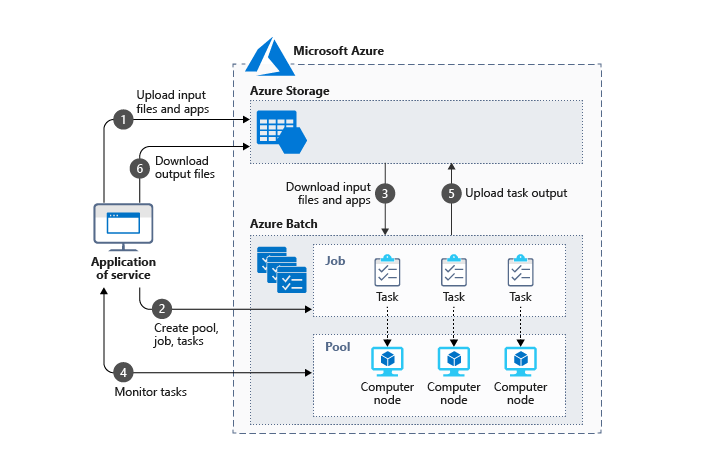 Microsoft Azure
Azure Storage
Upload input
files and apps
1
6
Download
output files
Download input
files and apps
3
5
Upload task output
Azure Batch
Application
of service
Job
Task
Task
Task
2
Create pool,
job, tasks
Pool
Computer
node
Computer
node
Computer
node
4
Monitor tasks